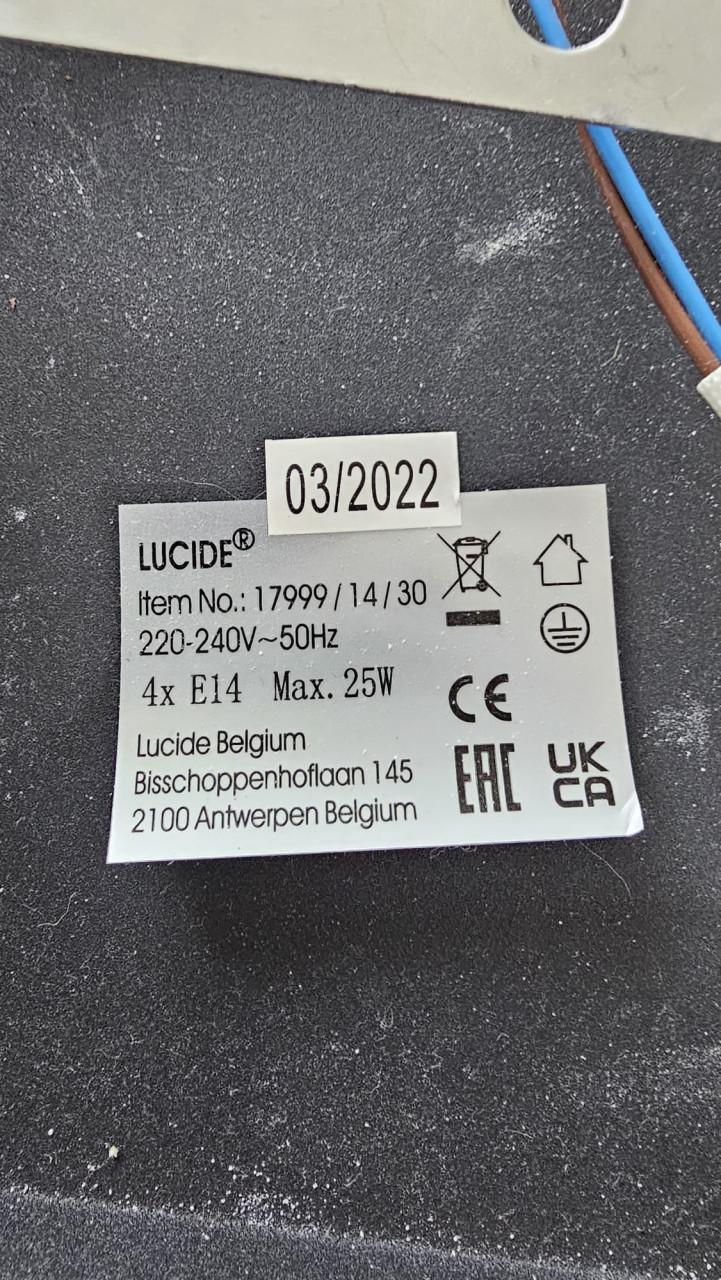 03/2022
LUCIDE®
Item No.: 17999 / 14 / 30
220-240V~50Hz
4x E14 Max. 25W
Lucide Belgium
Bisschoppenhoflaan 145
2100 Antwerpen Belgium
CE
EAC
UK
CA